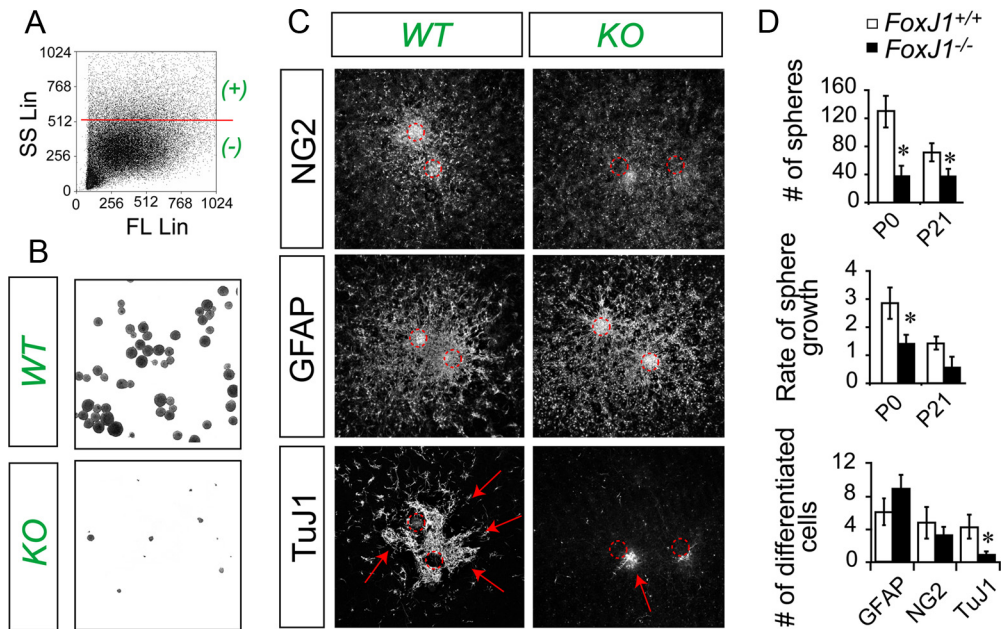 A
SS Lin
1024
768
512
256
0
(+)
(-)
0 256 512 768 1024
FL Lin
B
WT
KO
C
WT KO
NG2
GFAP
TuJ1
D
FoxJ1+/+
FoxJ1-/-
# of spheres
160
120
80
40
0
* *
P0 P21
Rate of sphere
growth
4
3
2
1
0
*
P0 P21
# of differentiated
cells
12
8
4
0
*
GFAP NG2 TuJ1